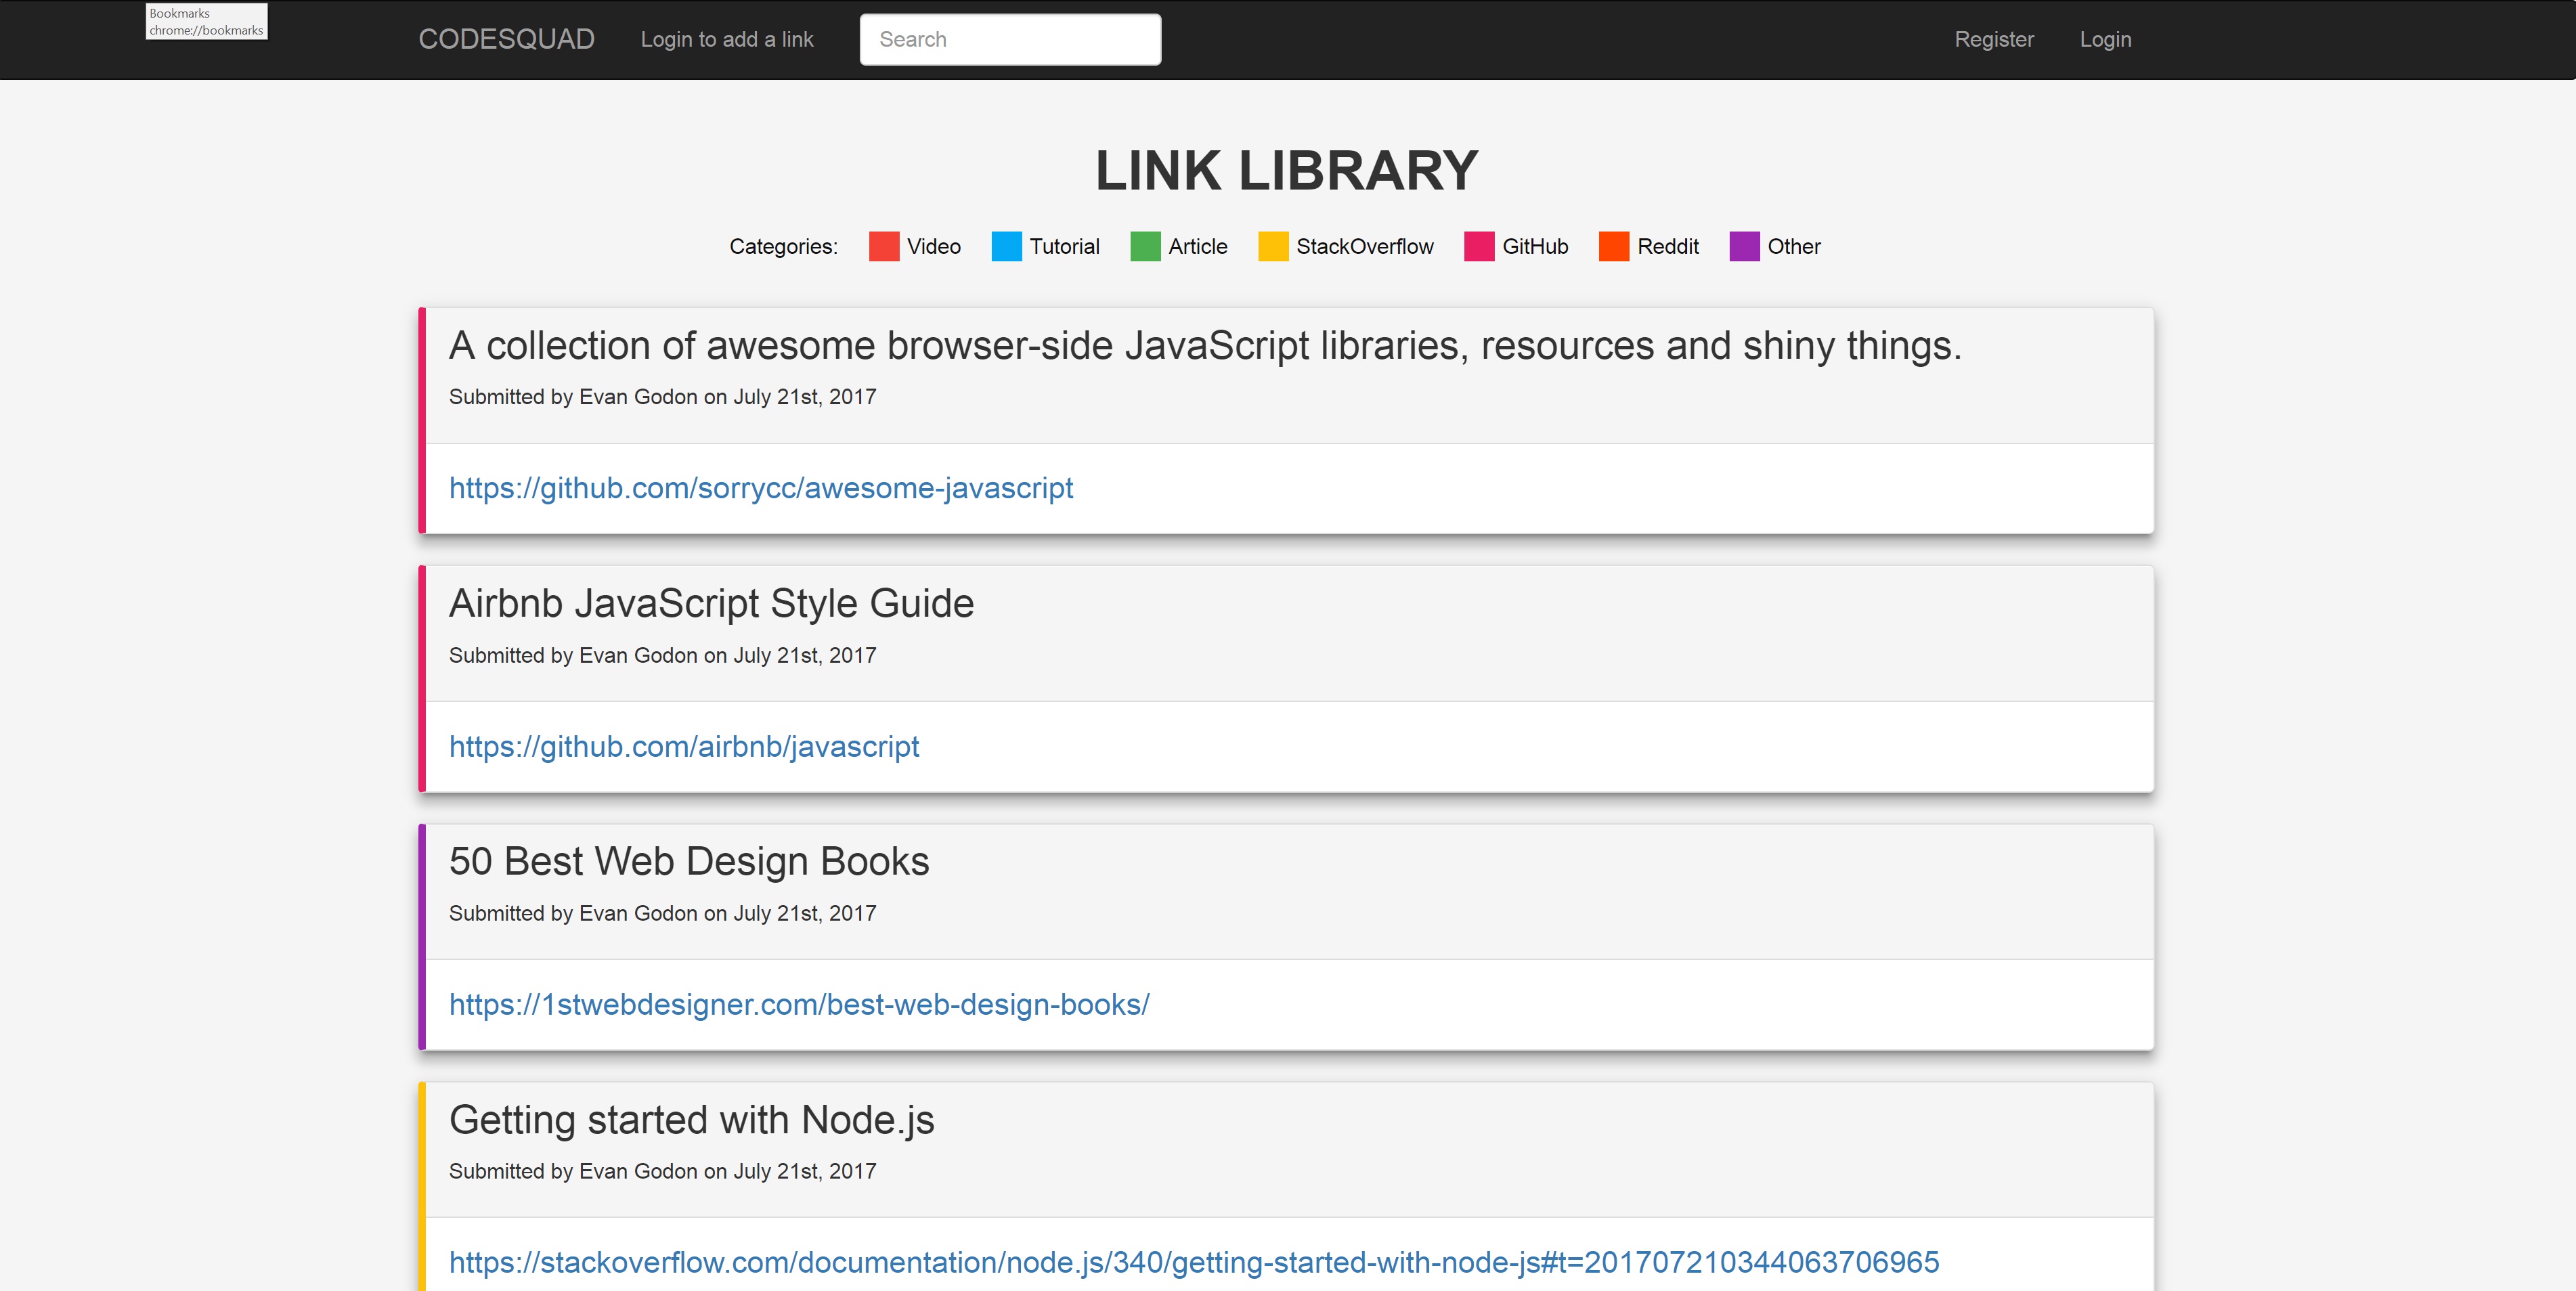 Bookmarks
chrome://bookmarks
CODESQUAD Login to add a link Search Register Login
LINK LIBRARY
Categories: Video Tutorial Article StackOverflow GitHub Reddit Other
A collection of awesome browser-side JavaScript libraries, resources and shiny things.
Submitted by Evan Godon on July 21st, 2017
https://github.com/sorrycc/awesome-javascript
Airbnb JavaScript Style Guide
Submitted by Evan Godon on July 21st, 2017
https://github.com/airbnb/javascript
50 Best Web Design Books
Submitted by Evan Godon on July 21st, 2017
https://1stwebdesigner.com/best-web-design-books/
Getting started with Node.js
Submitted by Evan Godon on July 21st, 2017
https://stackoverflow.com/documentation/node.js/340/getting-started-with-node-js#t=201707210344063706965